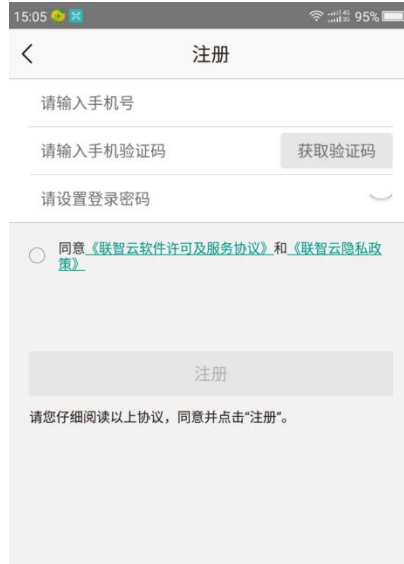 15:05 95%
注册
请输入手机号
请输入手机验证码 获取验证码
请设置登录密码
同意《联智云软件许可及服务协议》和《联智云隐私政
策》
注册
请您仔细阅读以上协议，同意并点击“注册”。